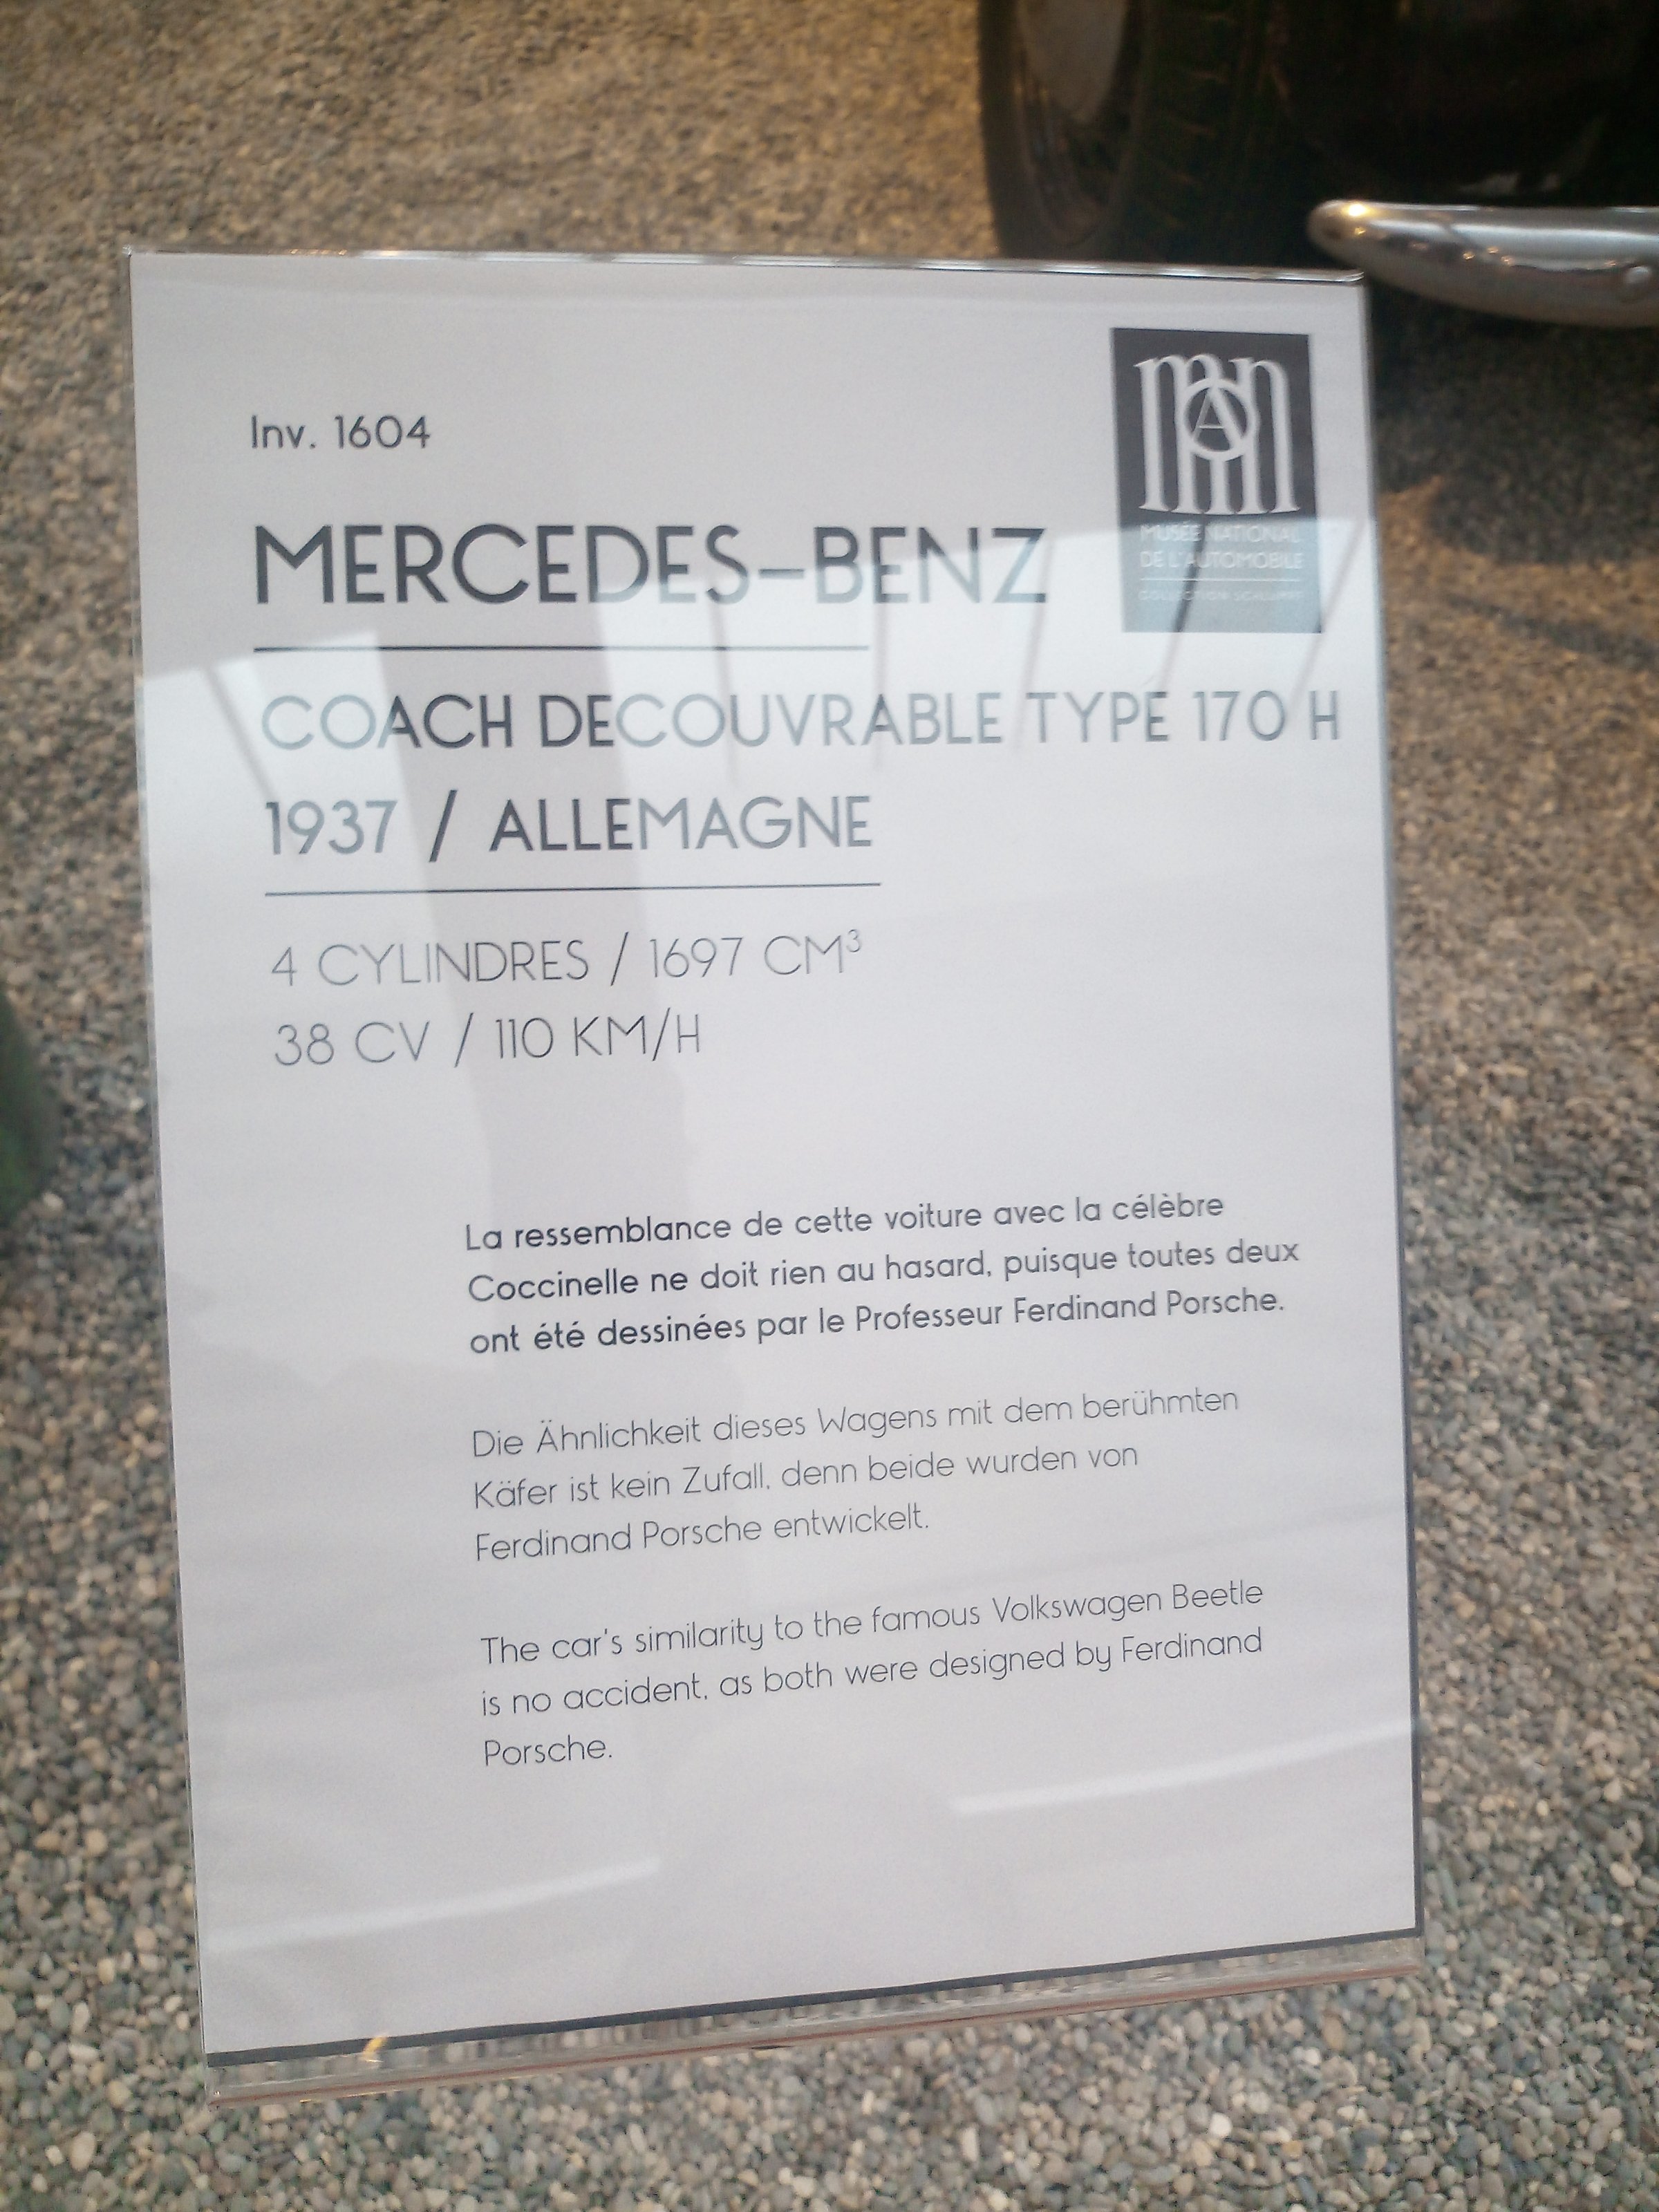 Inv. 1604
MERCEDES-BENZ
MUSÉE NATIONAL
DE L'AUTOMOBILE
COLLECTION SCHLUMPF
COACH DECOUVRABLE TYPE 170 H
1937 / ALLEMAGNE
4 CYLINDRES / 1697 CM³
38 CV / 110 KM/H
La ressemblance de cette voiture avec la célèbre
Coccinelle ne doit rien au hasard, puisque toutes deux
ont été dessinées par le Professeur Ferdinand Porsche.
Die Ähnlichkeit dieses Wagens mit dem berühmten
Käfer ist kein Zufall, denn beide wurden von
Ferdinand Porsche entwickelt.
The car's similarity to the famous Volkswagen Beetle
is no accident, as both were designed by Ferdinand
Porsche.